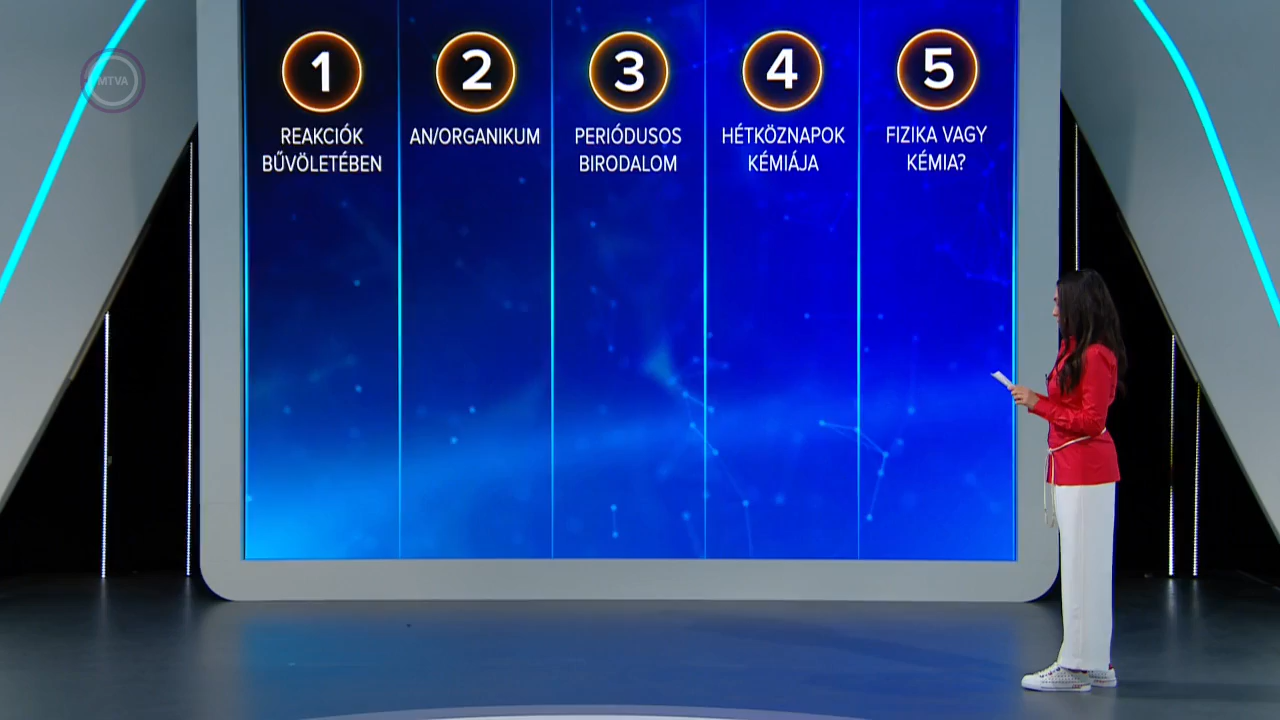 MTVA
1
REAKCIÓK
BŰVÖLETÉBEN
2
AN/ORGANIKUM
3
PERIÓDUSOS
BIRODALOM
4
HÉTKÖZNAPOK
KÉMIÁJA
5
FIZIKA VAGY
KÉMIA?